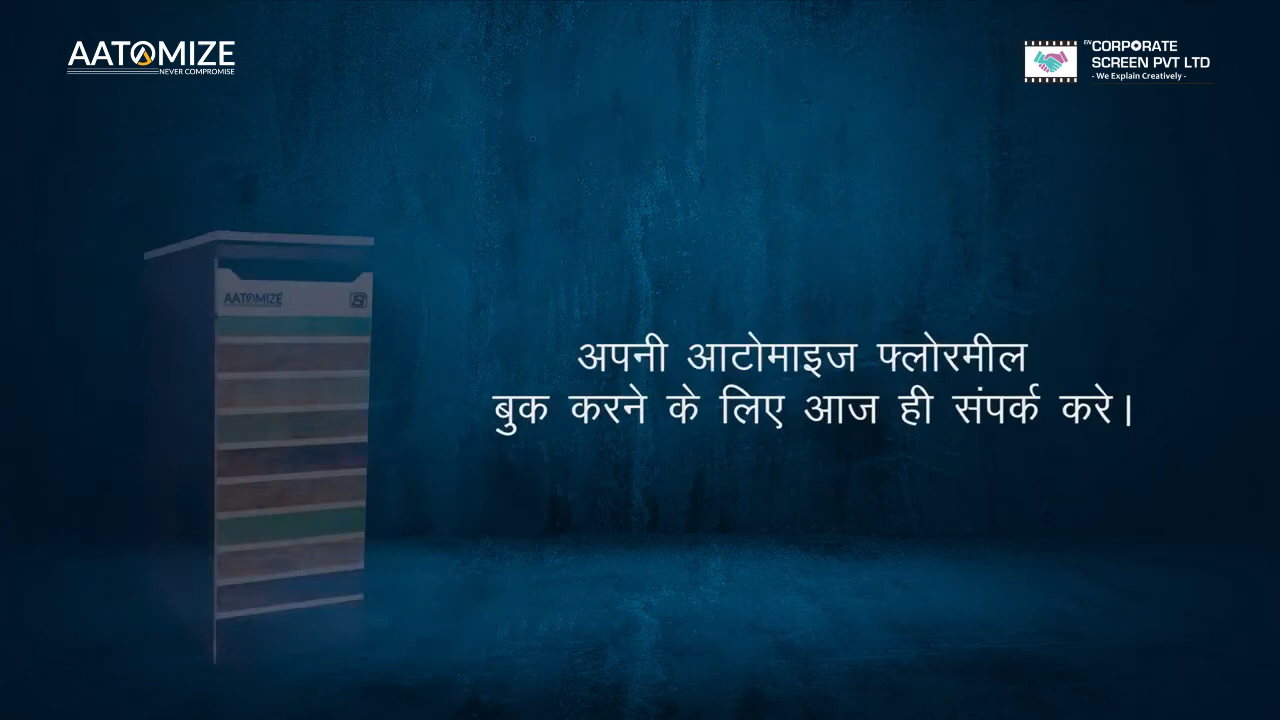 AATOMIZE
NEVER COMPROMISE
EN CORPORATE
SCREEN PVT LTD
- We Explain Creatively -
AATOMIZE
अपनी आटोमाइज फ्लोरमील
बुक करने के लिए आज ही संपर्क करे।